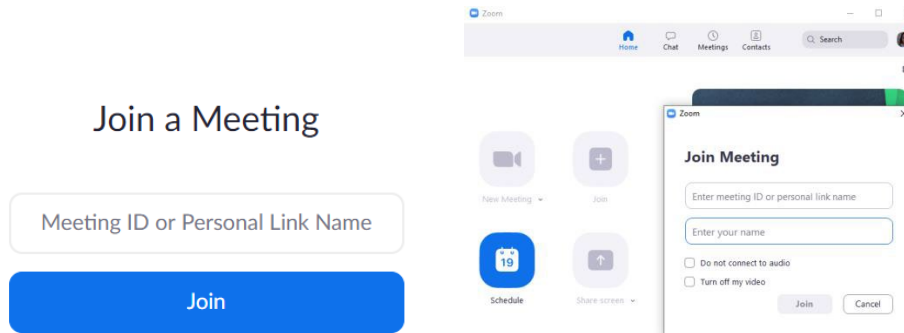 Join a Meeting
Meeting ID or Personal Link Name
Join
Zoom
Home
Chat
Meetings
Contacts
Search
New Meeting
Join
19
Schedule
Share screen
Zoom
Join Meeting
Enter meeting ID or personal link name
Enter your name
Do not connect to audio
Turn off my video
Join
Cancel